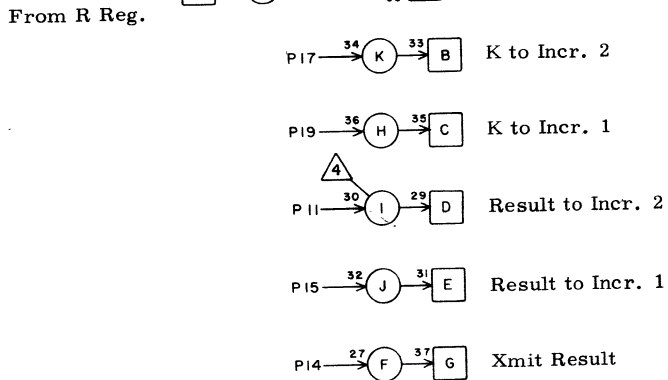 From R Reg.
P17 34 K 33 B K to Incr. 2
P19 36 H 35 C K to Incr. 1
4
P11 30 I 29 D Result to Incr. 2
P15 32 J 31 E Result to Incr. 1
P14 27 F 37 G Xmit Result